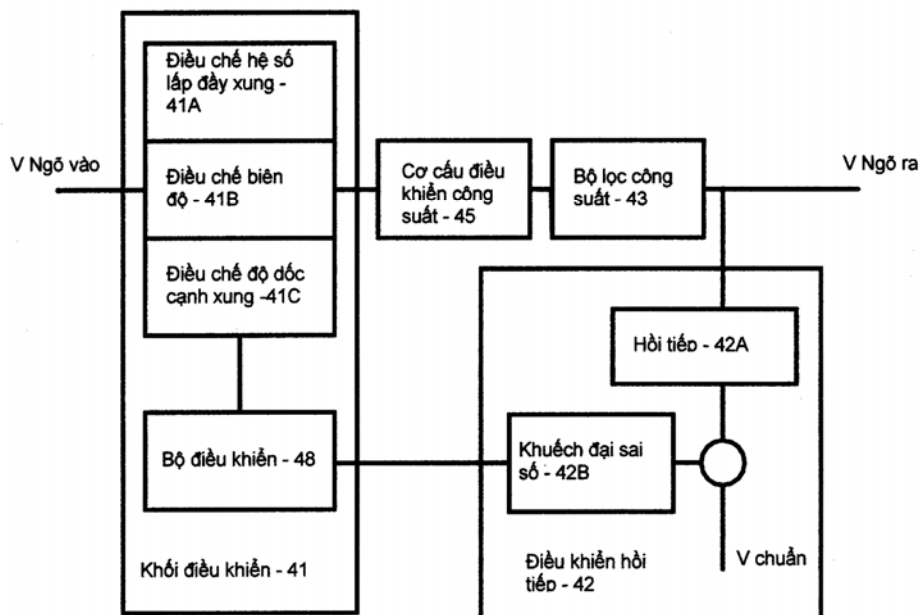 Điều chế hệ số
lấp đầy xung -
41A
V Ngõ vào
Điều chế biên
độ - 41B
Cơ cấu điều
khiển công
suất - 45
Bộ lọc công
suất - 43
V Ngõ ra
Điều chế độ dốc
cạnh xung -41C
Hồi tiếp - 42A
Bộ điều khiển - 48
Khuếch đại sai
số - 42B
Khối điều khiển - 41
Điều khiển hồi
tiếp - 42
V chuẩn